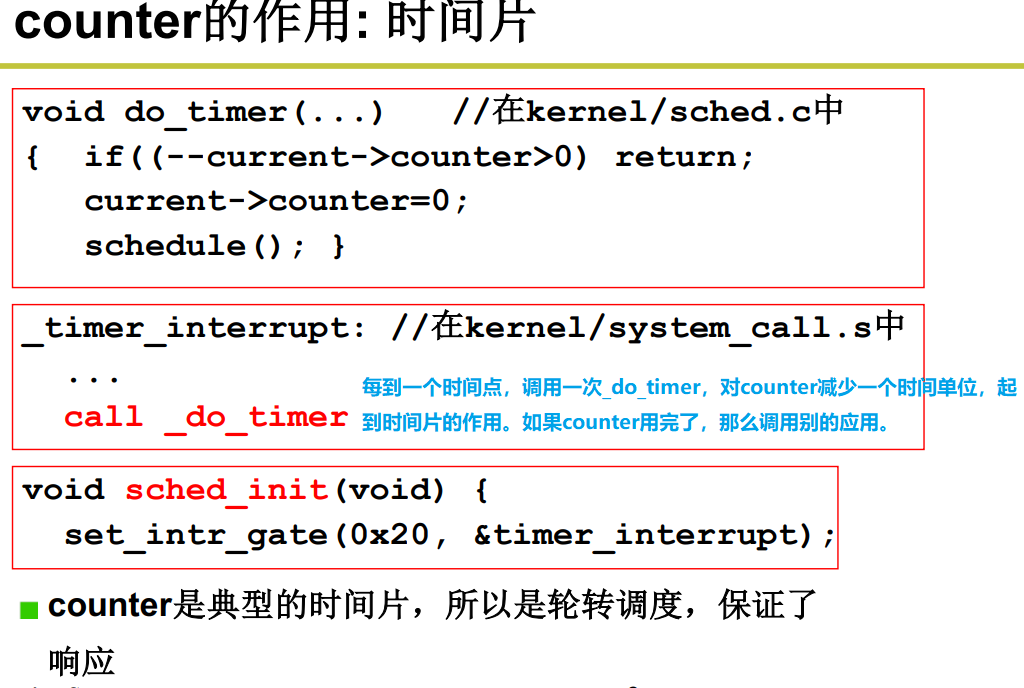 counter的作用: 时间片
void do_timer(...) //在kernel/sched.c中
{ if((--current->counter>0) return;
current->counter=0;
schedule(); }
_timer_interrupt: //在kernel/system_call.s中
...
call _do_timer
每到一个时间点，调用一次_do_timer，对counter减少一个时间单位，起
到时间片的作用。如果counter用完了，那么调用别的应用。
void sched_init(void) {
set_intr_gate(0x20, &timer_interrupt);
counter是典型的时间片，所以是轮转调度，保证了
响应